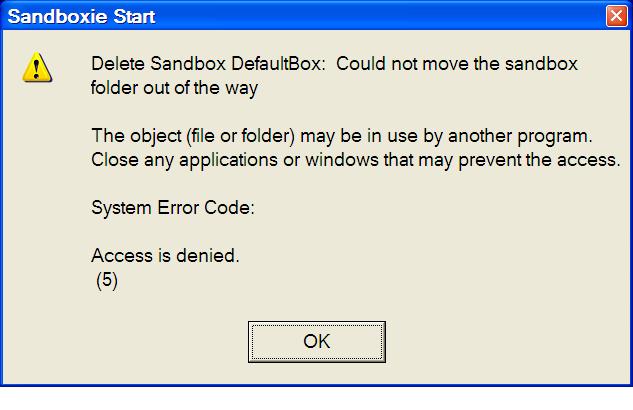 Sandboxie Start
Delete Sandbox DefaultBox:  Could not move the sandbox
folder out of the way
The object (file or folder) may be in use by another program.
Close any applications or windows that may prevent the access.
System Error Code:
Access is denied.
(5)
OK